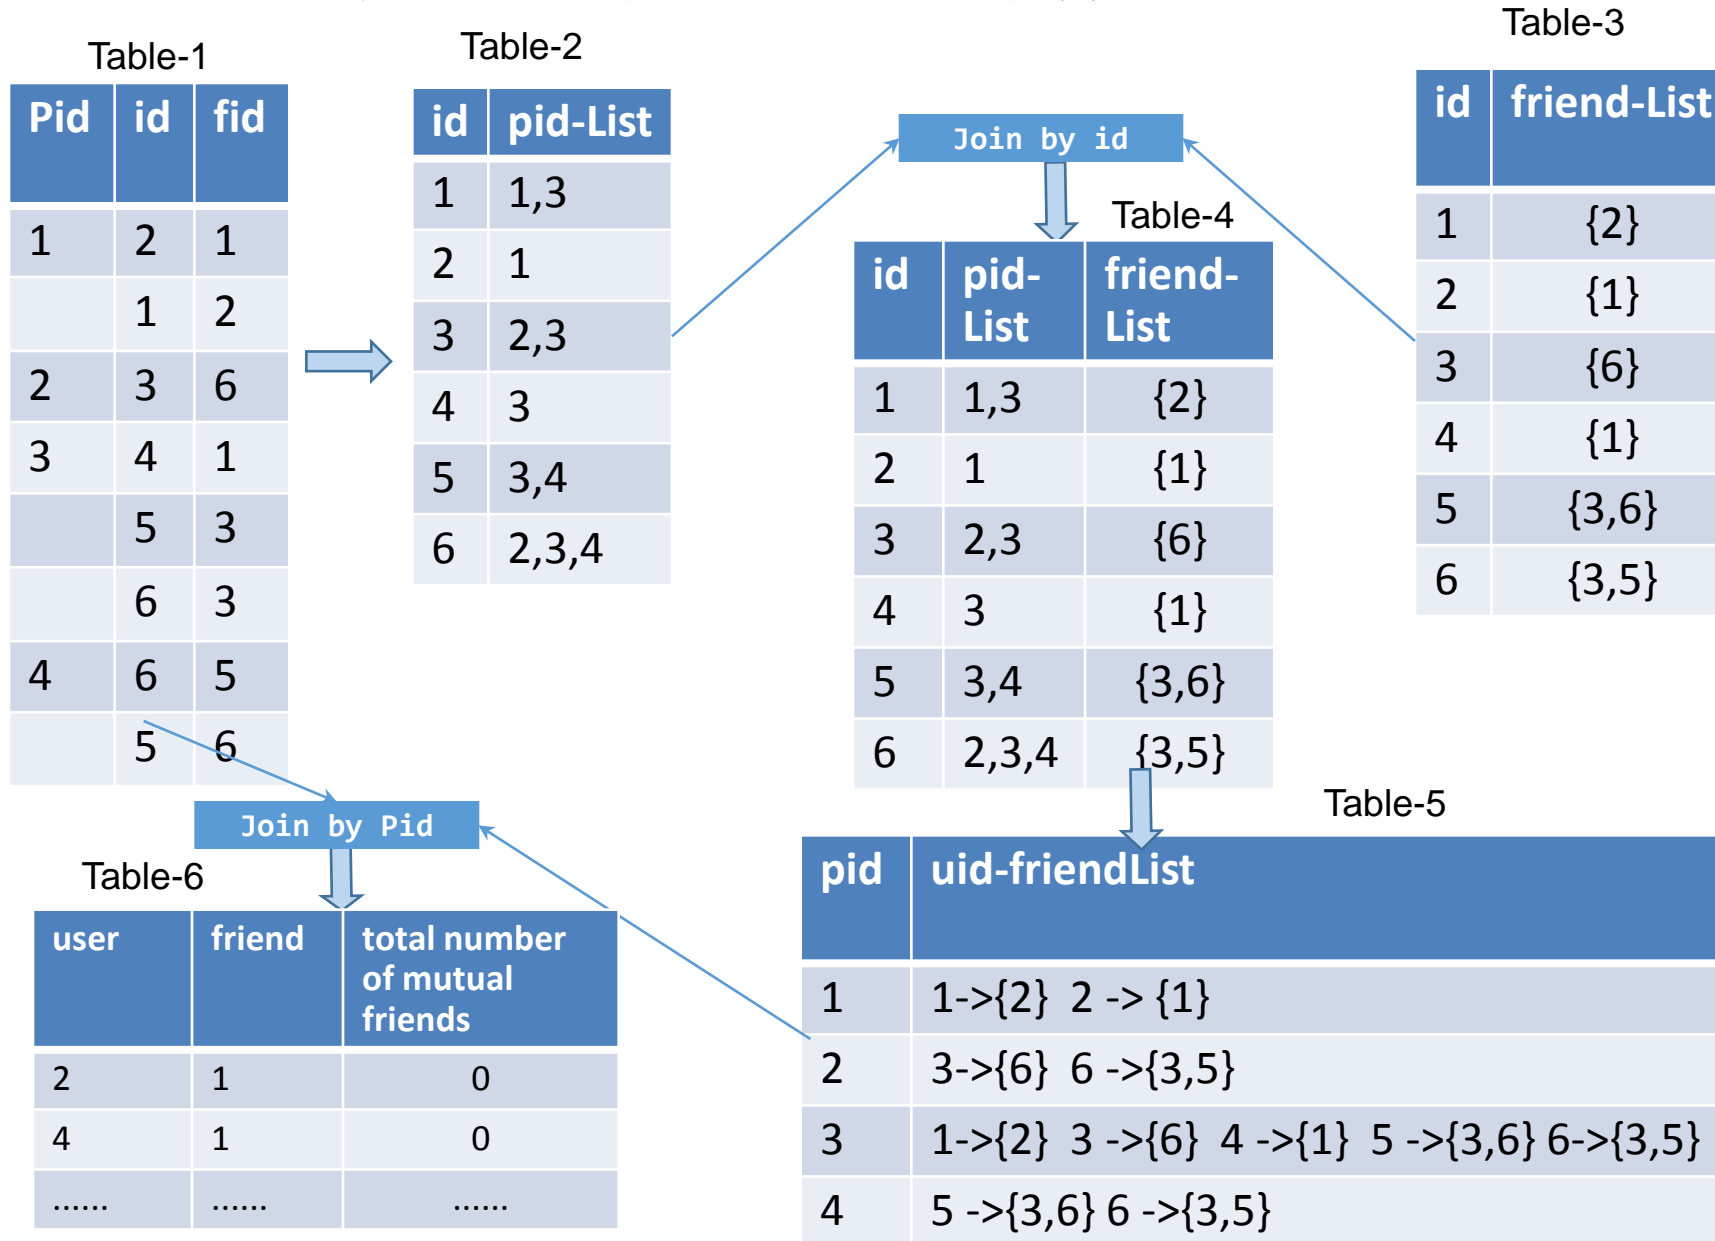 Table-1
Pid id fid
1 2 1
1 2
2 3 6
3 4 1
5 3
6 3
4 6 5
5 6
Table-2
id pid-List
1 1,3
2 1
3 2,3
4 3
5 3,4
6 2,3,4
Join by id
Table-3
id friend-List
1 {2}
2 {1}
3 {6}
4 {1}
5 {3,6}
6 {3,5}
Table-4
id pid- friend-
List List
1 1,3 {2}
2 1 {1}
3 2,3 {6}
4 3 {1}
5 3,4 {3,6}
6 2,3,4 {3,5}
Join by Pid
Table-5
pid uid-friendList
1 1->{2} 2 -> {1}
2 3->{6} 6 ->{3,5}
3 1->{2} 3 ->{6} 4 ->{1} 5 ->{3,6} 6->{3,5}
4 5 ->{3,6} 6 ->{3,5}
Table-6
user friend total number
of mutual
friends
2 1 0
4 1 0
...... ...... ......